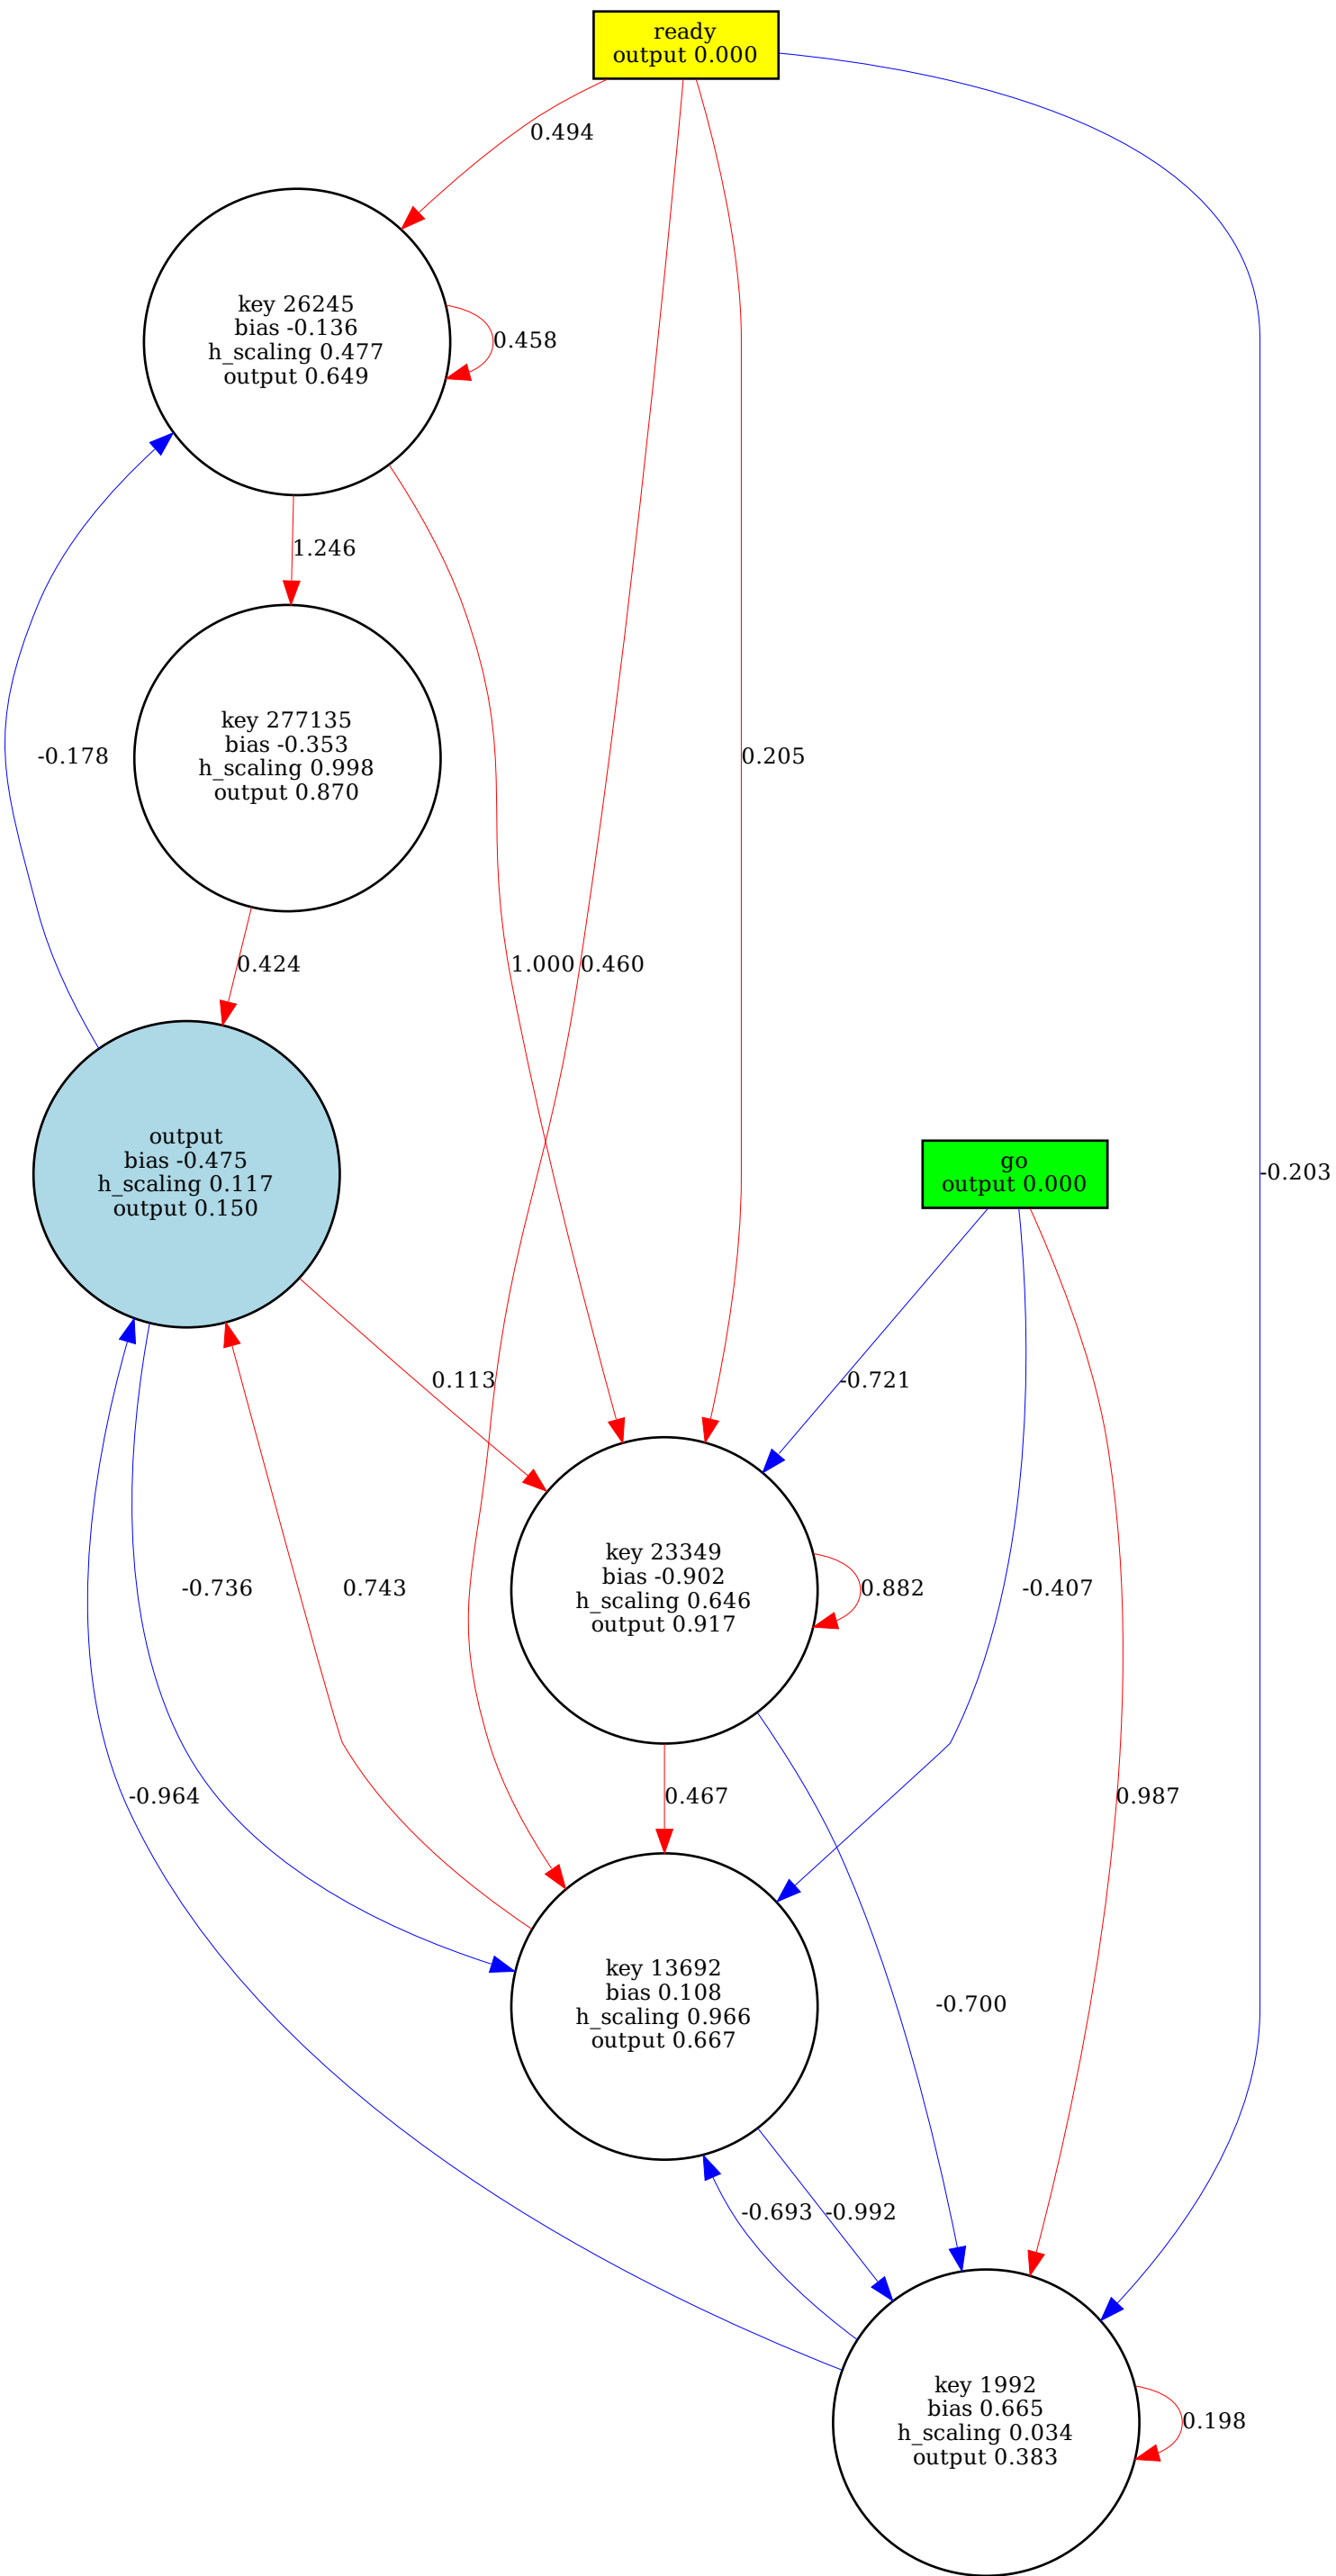 ready
output 0.000
0.494
key 26245
bias -0.136
h_scaling 0.477
output 0.649
0.458
1.246
key 277135
bias -0.353
h_scaling 0.998
output 0.870
-0.178
0.205
0.424
1.000
0.460
output
bias -0.475
h_scaling 0.117
output 0.150
go
output 0.000
-0.203
0.113
-0.721
key 23349
bias -0.902
h_scaling 0.646
output 0.917
-0.736
0.743
0.882
-0.407
-0.964
0.467
0.987
key 13692
bias 0.108
h_scaling 0.966
output 0.667
-0.700
-0.693
-0.992
key 1992
bias 0.665
h_scaling 0.034
output 0.383
0.198